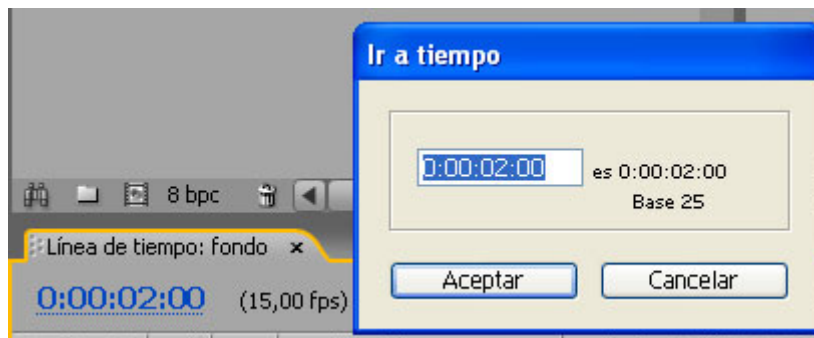 Ir a tiempo
0:00:02:00 es 0:00:02:00
Base 25
Aceptar Cancelar
8 bpc
Línea de tiempo: fondo ×
0:00:02:00 (15,00 fps)